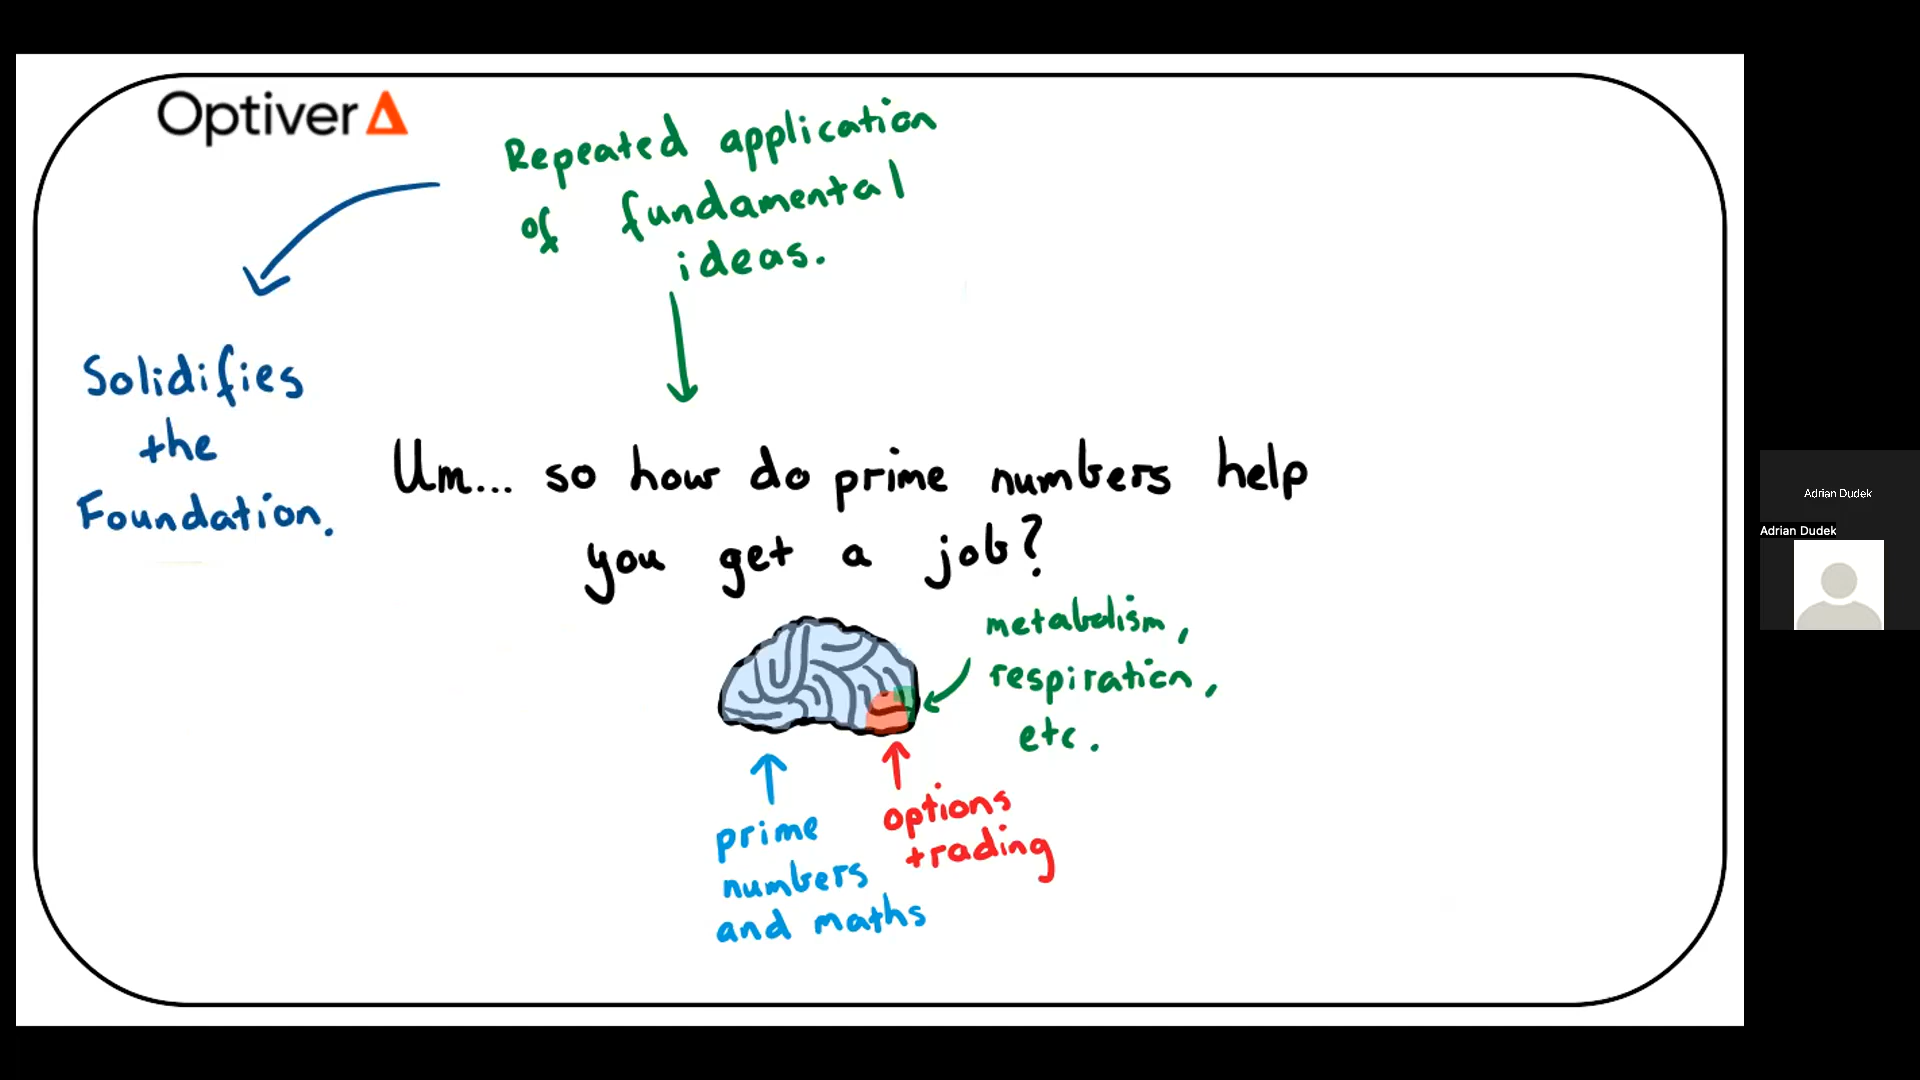 Optiver
Repeated application
of fundamental
ideas.
Solidifies
the
Foundation.
Um... so how do prime numbers help
you get a job?
metabolism,
respiration,
etc.
options
trading
prime
numbers
and maths
Adrian Dudek
Adrian Dudek